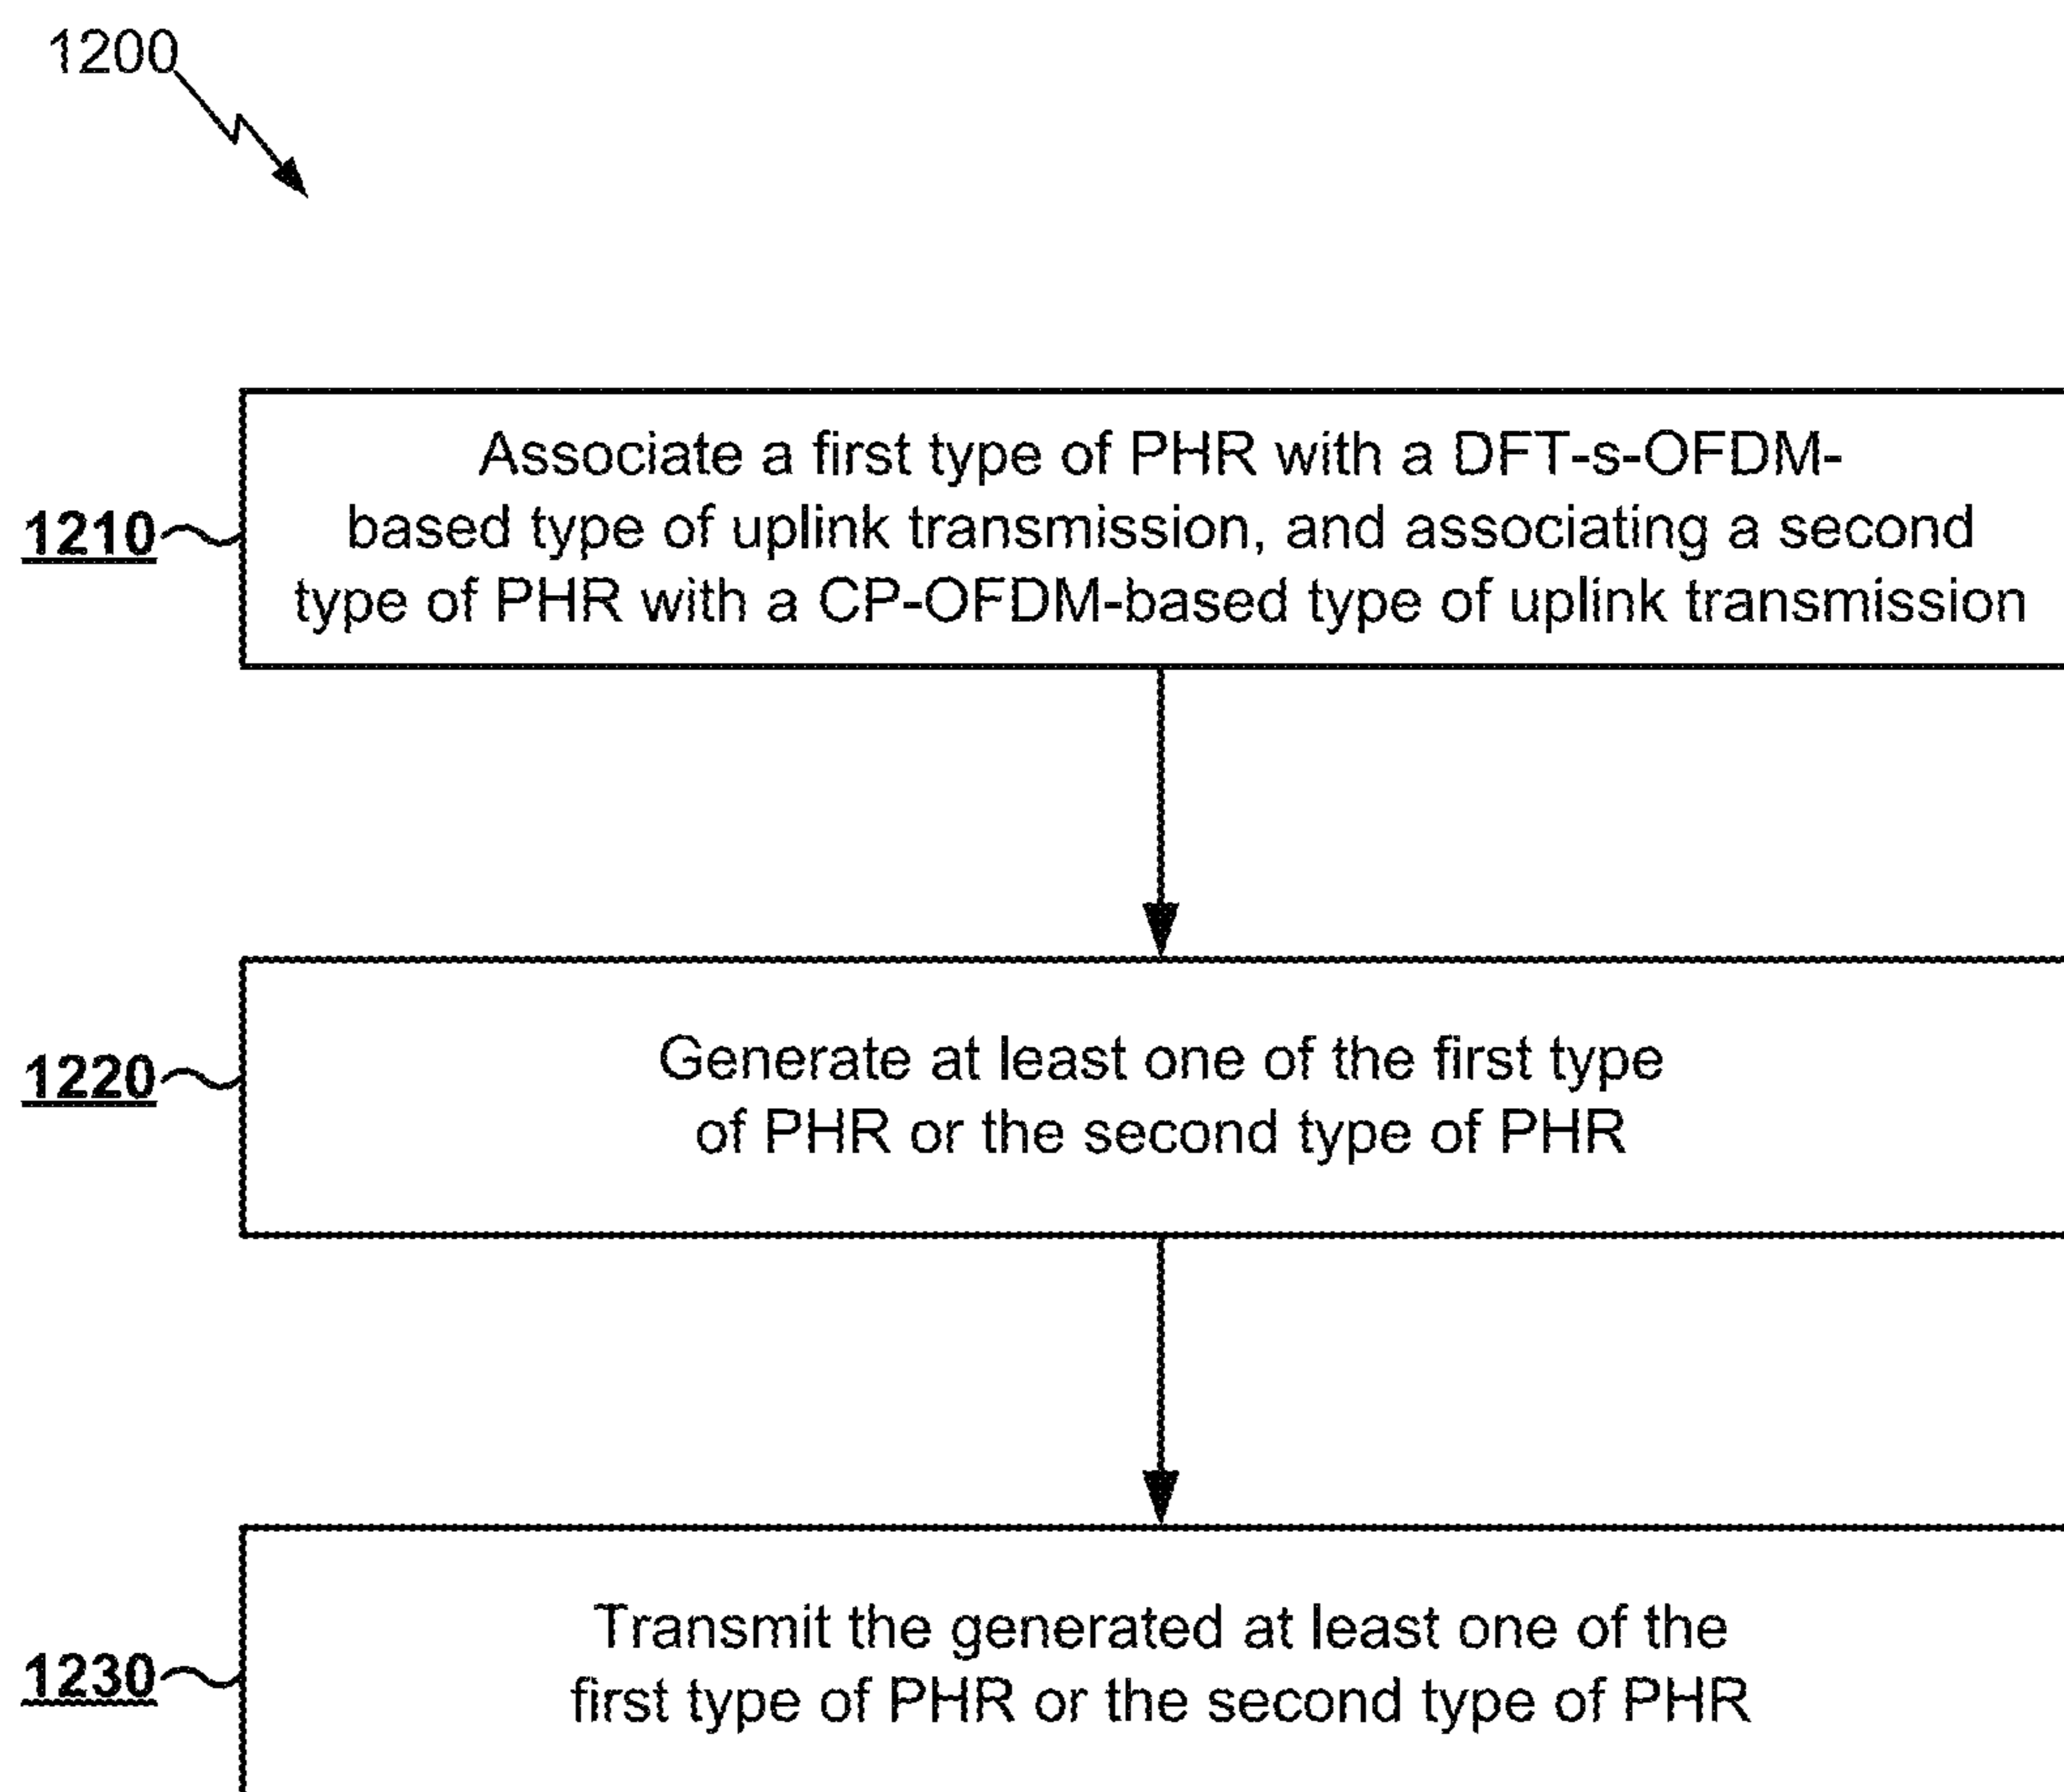 1200
Associate a first type of PHR with a DFT-s-OFDM-
based type of uplink transmission, and associating a second
type of PHR with a CP-OFDM-based type of uplink transmission
1210
Generate at least one of the first type
of PHR or the second type of PHR
1220
Transmit the generated at least one of the
first type of PHR or the second type of PHR
1230